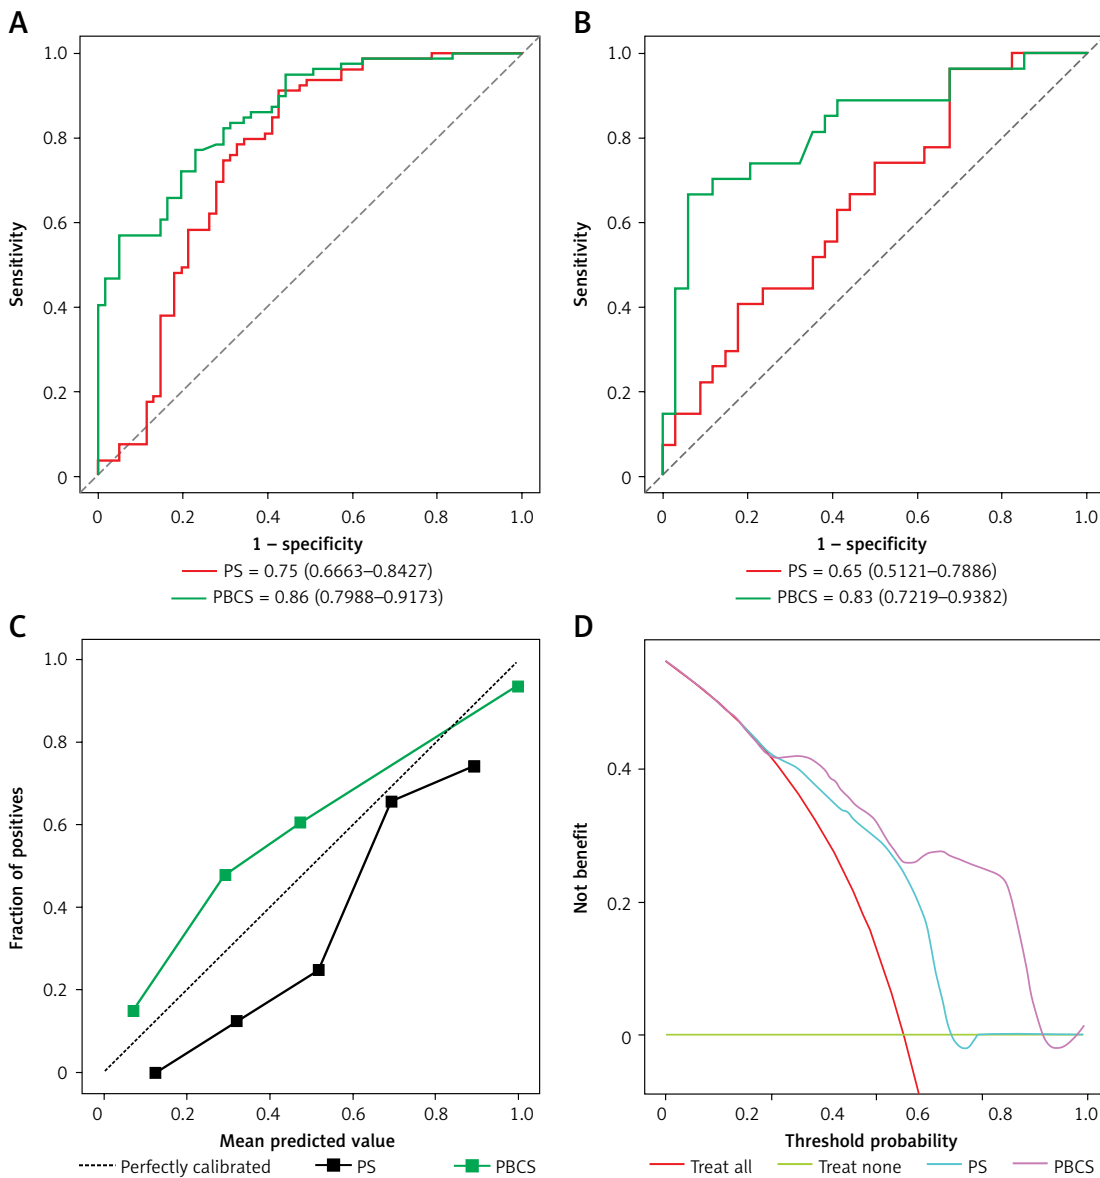 A
Sensitivity
1.0
0.8
0.6
0.4
0.2
0
0 0.2 0.4 0.6 0.8 1.0
1 – specificity
PS = 0.75 (0.6663–0.8427)
PBCS = 0.86 (0.7988–0.9173)
B
Sensitivity
1.0
0.8
0.6
0.4
0.2
0
0 0.2 0.4 0.6 0.8 1.0
1 – specificity
PS = 0.65 (0.5121–0.7886)
PBCS = 0.83 (0.7219–0.9382)
C
Fraction of positives
1.0
0.8
0.6
0.4
0.2
0
0 0.2 0.4 0.6 0.8 1.0
Mean predicted value
Perfectly calibrated PS PBCS
D
Not benefit
0.4
0.2
0
0 0.2 0.4 0.6 0.8 1.0
Threshold probability
Treat all Treat none PS PBCS